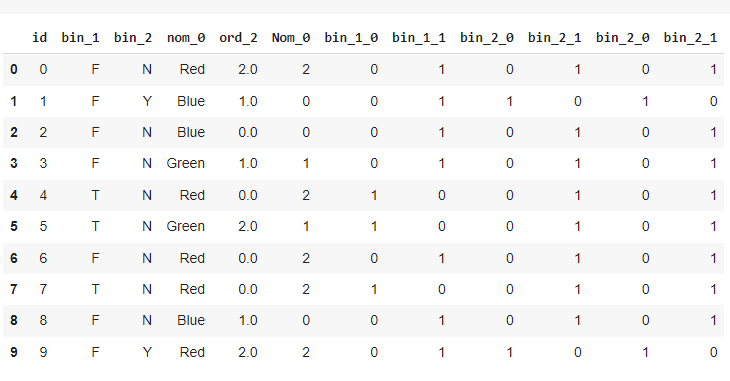 id bin_1 bin_2 nom_0 ord_2 Nom_0 bin_1_0 bin_1_1 bin_2_0 bin_2_1 bin_2_0 bin_2_1
0 0 F N Red 2.0 2 0 1 0 1 0 1
1 1 F Y Blue 1.0 0 0 1 1 0 1 0
2 2 F N Blue 0.0 0 0 1 0 1 0 1
3 3 F N Green 1.0 1 0 1 0 1 0 1
4 4 T N Red 0.0 2 1 0 0 1 0 1
5 5 T N Green 2.0 1 1 0 0 1 0 1
6 6 F N Red 0.0 2 0 1 0 1 0 1
7 7 T N Red 0.0 2 1 0 0 1 0 1
8 8 F N Blue 1.0 0 0 1 0 1 0 1
9 9 F Y Red 2.0 2 0 1 1 0 1 0